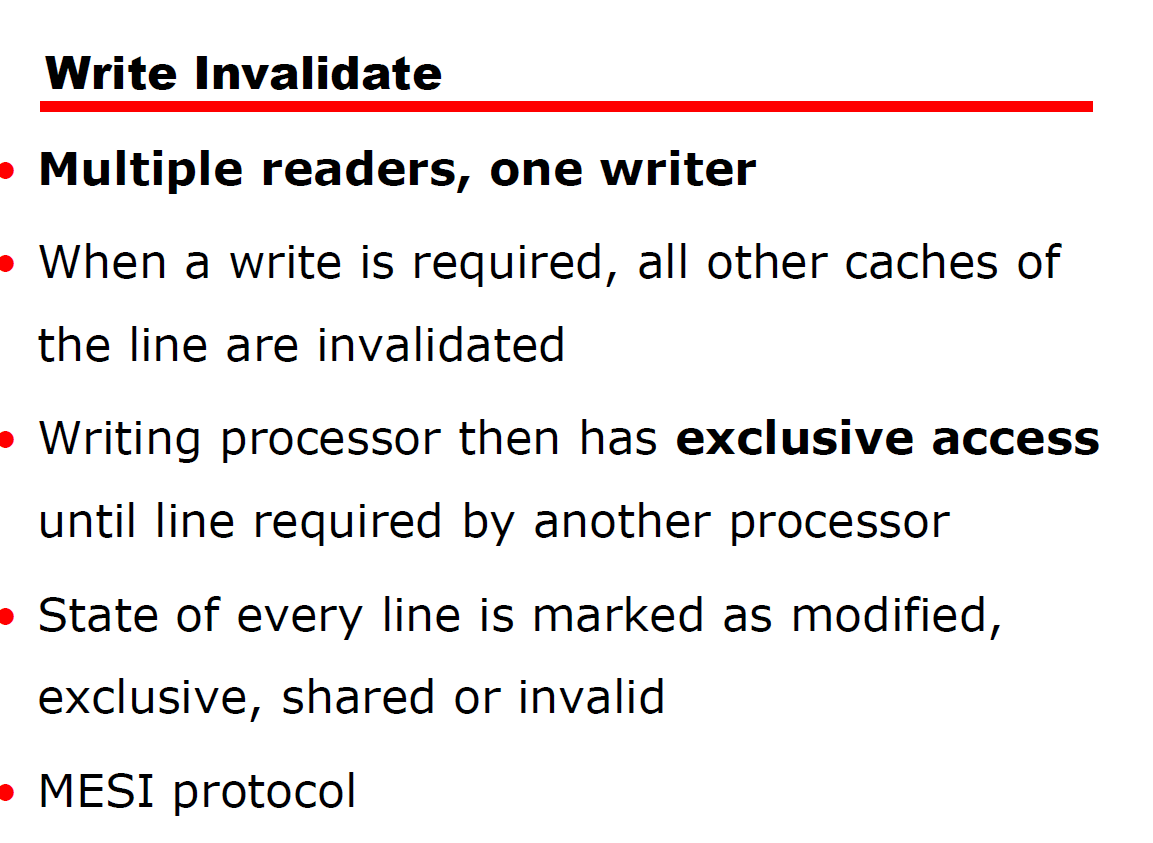 Write Invalidate
• Multiple readers, one writer
• When a write is required, all other caches of
the line are invalidated
• Writing processor then has exclusive access
until line required by another processor
• State of every line is marked as modified,
exclusive, shared or invalid
• MESI protocol